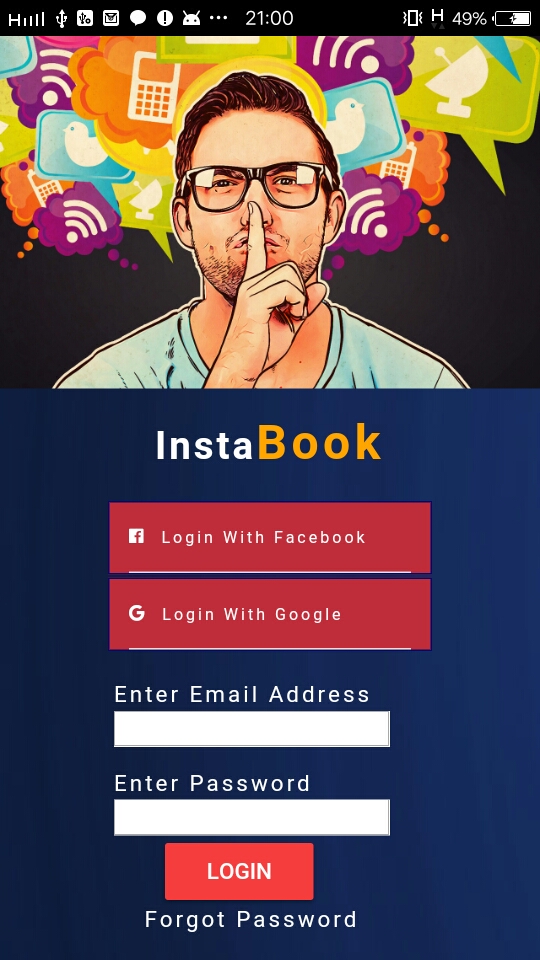 H 21:00 H 49%
InstaBook
Login With Facebook
G Login With Google
Enter Email Address
Enter Password
LOGIN
Forgot Password